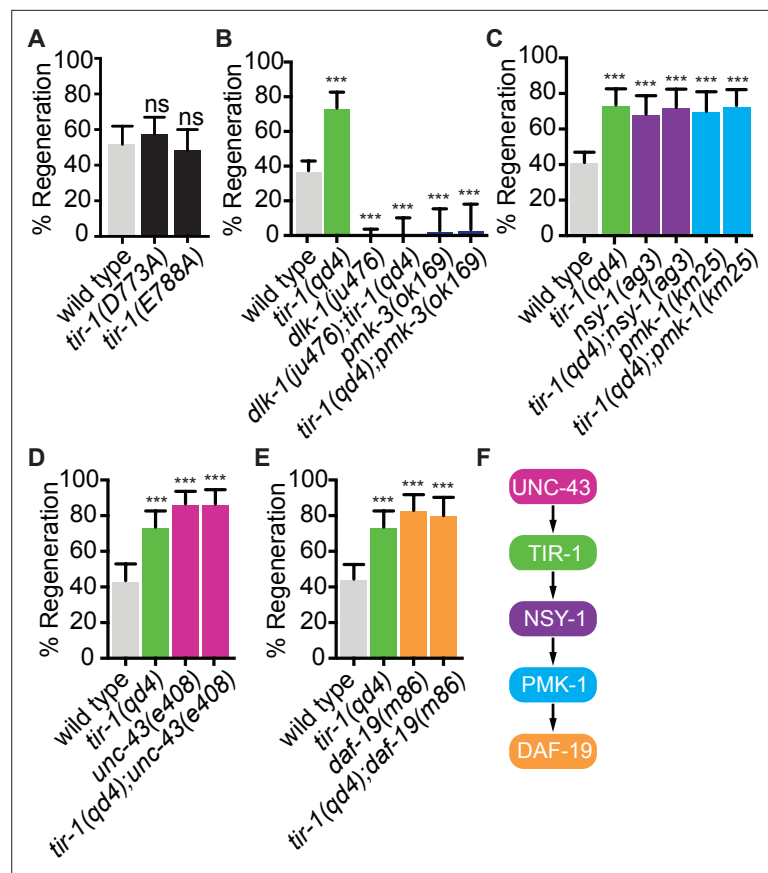 A
% Regeneration
100
80
60
40
20
0
ns
ns
wild type
tir-1(D773A)
tir-1(E788A)
B
% Regeneration
100
80
60
40
20
0
***
***
***
***
***
wild type
tir-1(qd4)
dlk-1(ju476)
dlk-1(ju476);tir-1(qd4)
pmk-3(ok169)
tir-1(qd4);pmk-3(ok169)
C
% Regeneration
100
80
60
40
20
0
***
***
***
***
***
wild type
tir-1(qd4)
nsy-1(ag3)
tir-1(qd4);nsy-1(ag3)
pmk-1(km25)
tir-1(qd4);pmk-1(km25)
D
% Regeneration
100
80
60
40
20
0
***
***
***
wild type
tir-1(qd4)
unc-43(e408)
tir-1(qd4);unc-43(e408)
E
% Regeneration
100
80
60
40
20
0
***
***
***
wild type
tir-1(qd4)
daf-19(m86)
tir-1(qd4);daf-19(m86)
F
UNC-43
TIR-1
NSY-1
PMK-1
DAF-19